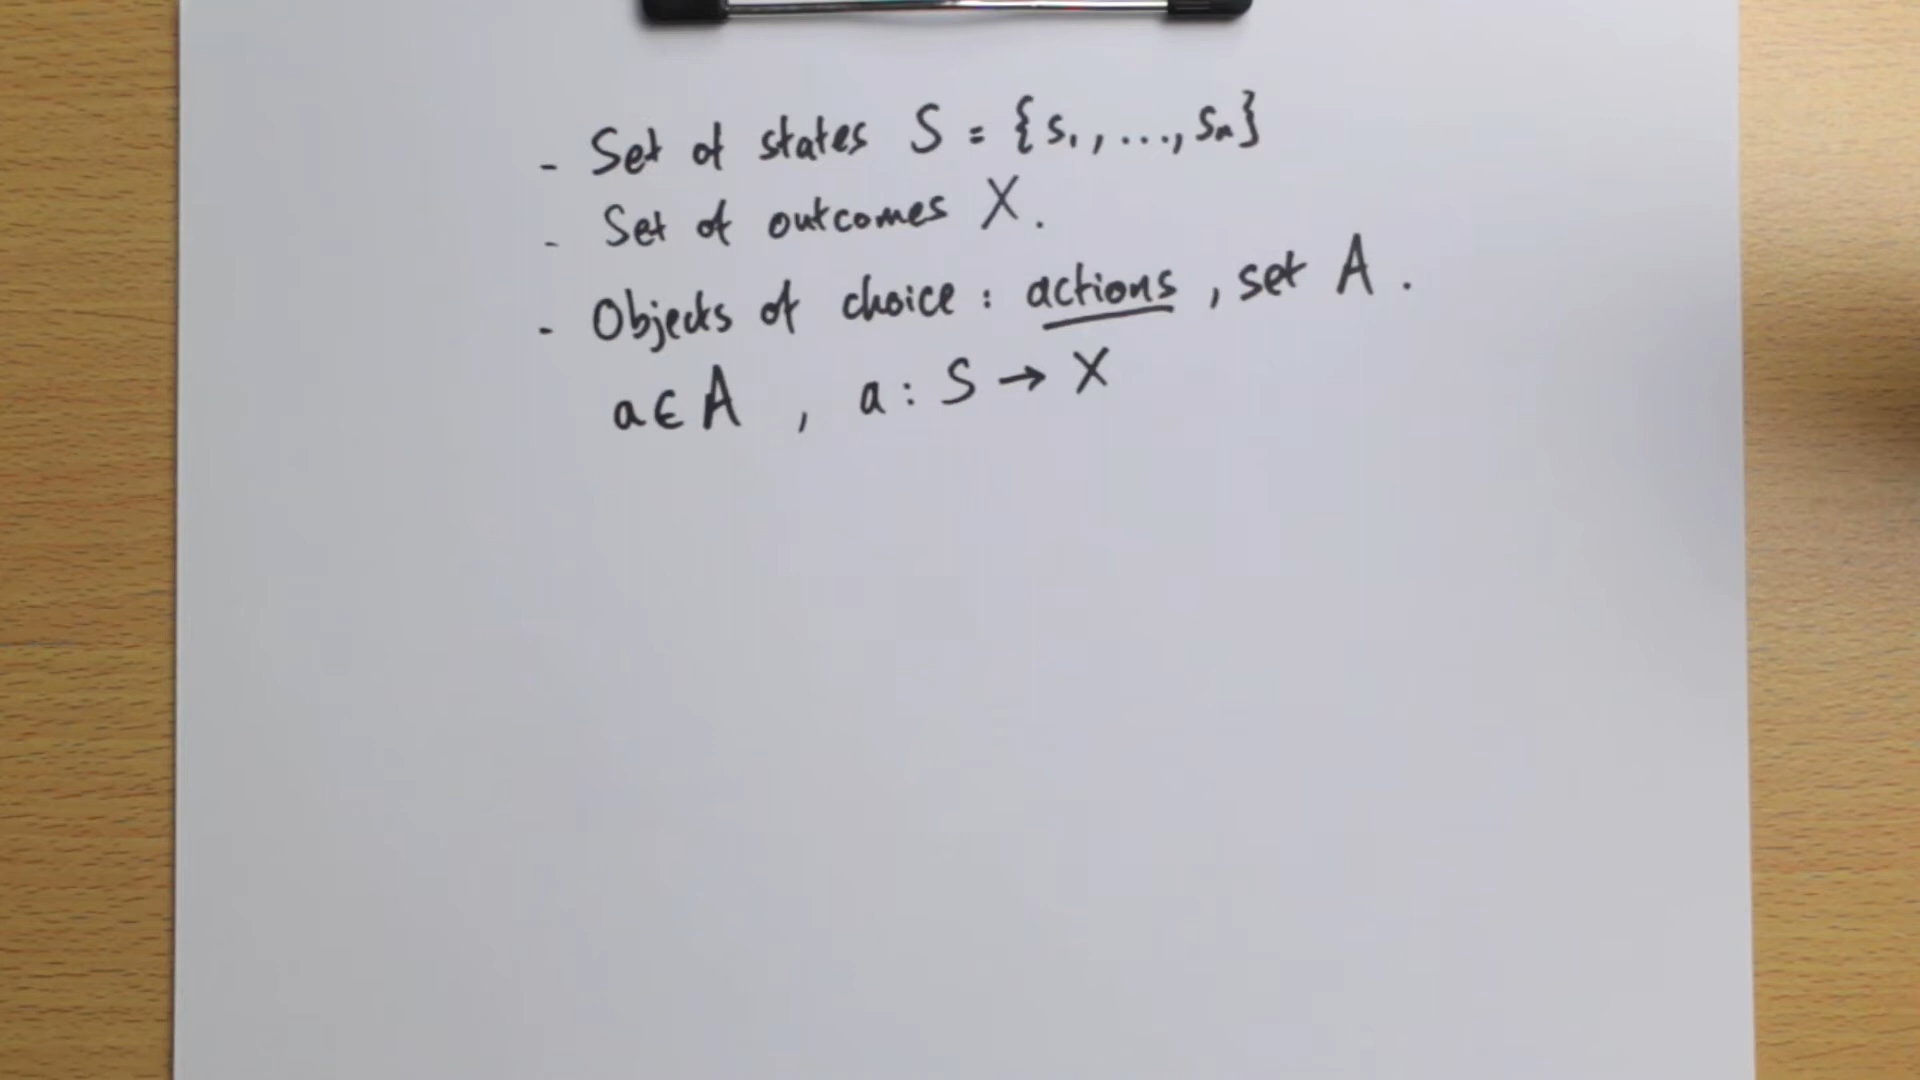 - Set of states S = {s₁, ..., sₙ}
- Set of outcomes X.
- Objects of choice : actions, set A.
a ∈ A , a : S → X